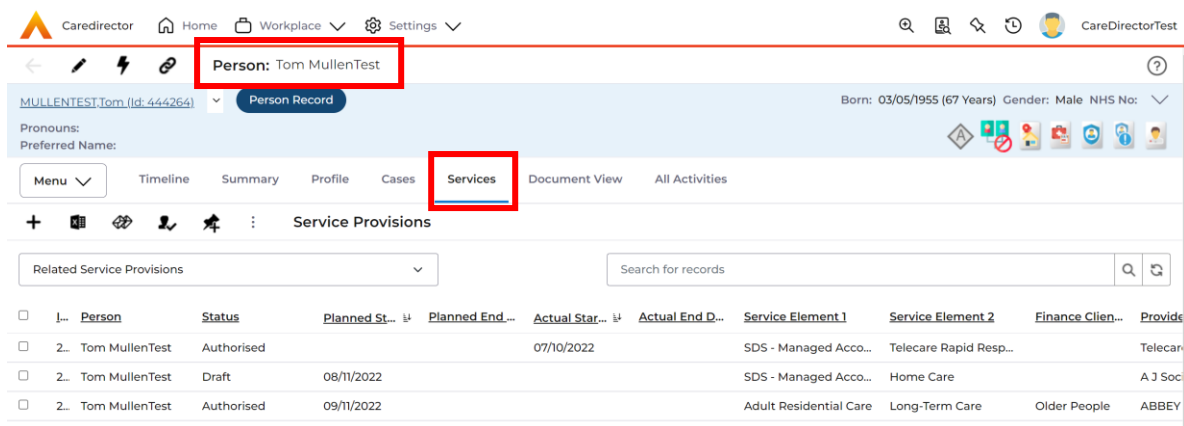 Caredirector Home Workplace Settings CareDirectorTest
Person: Tom MullenTest
MULLENTEST,Tom (Id: 444264) Person Record Born: 03/05/1955 (67 Years) Gender: Male NHS No:
Pronouns:
Preferred Name:
Menu Timeline Summary Profile Cases Services Document View All Activities
Service Provisions
Related Service Provisions Search for records
I... Person Status Planned St... Planned End ... Actual Star... Actual End D... Service Element 1 Service Element 2 Finance Clien... Provide
2... Tom MullenTest Authorised 07/10/2022 SDS - Managed Acco... Telecare Rapid Resp... Telecar
2... Tom MullenTest Draft 08/11/2022 SDS - Managed Acco... Home Care A J Soc
2... Tom MullenTest Authorised 09/11/2022 Adult Residential Care Long-Term Care Older People ABBEY